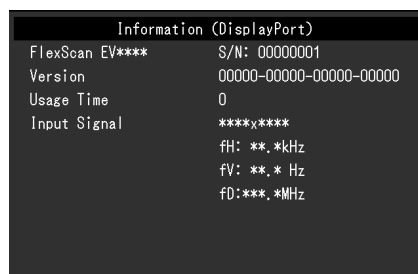 Information (DisplayPort)
FlexScan EV**** S/N: 00000001
Version 00000-00000-00000-00000
Usage Time 0
Input Signal ****x****
fH: **.*kHz
fV: **.* Hz
fD:***.*MHz